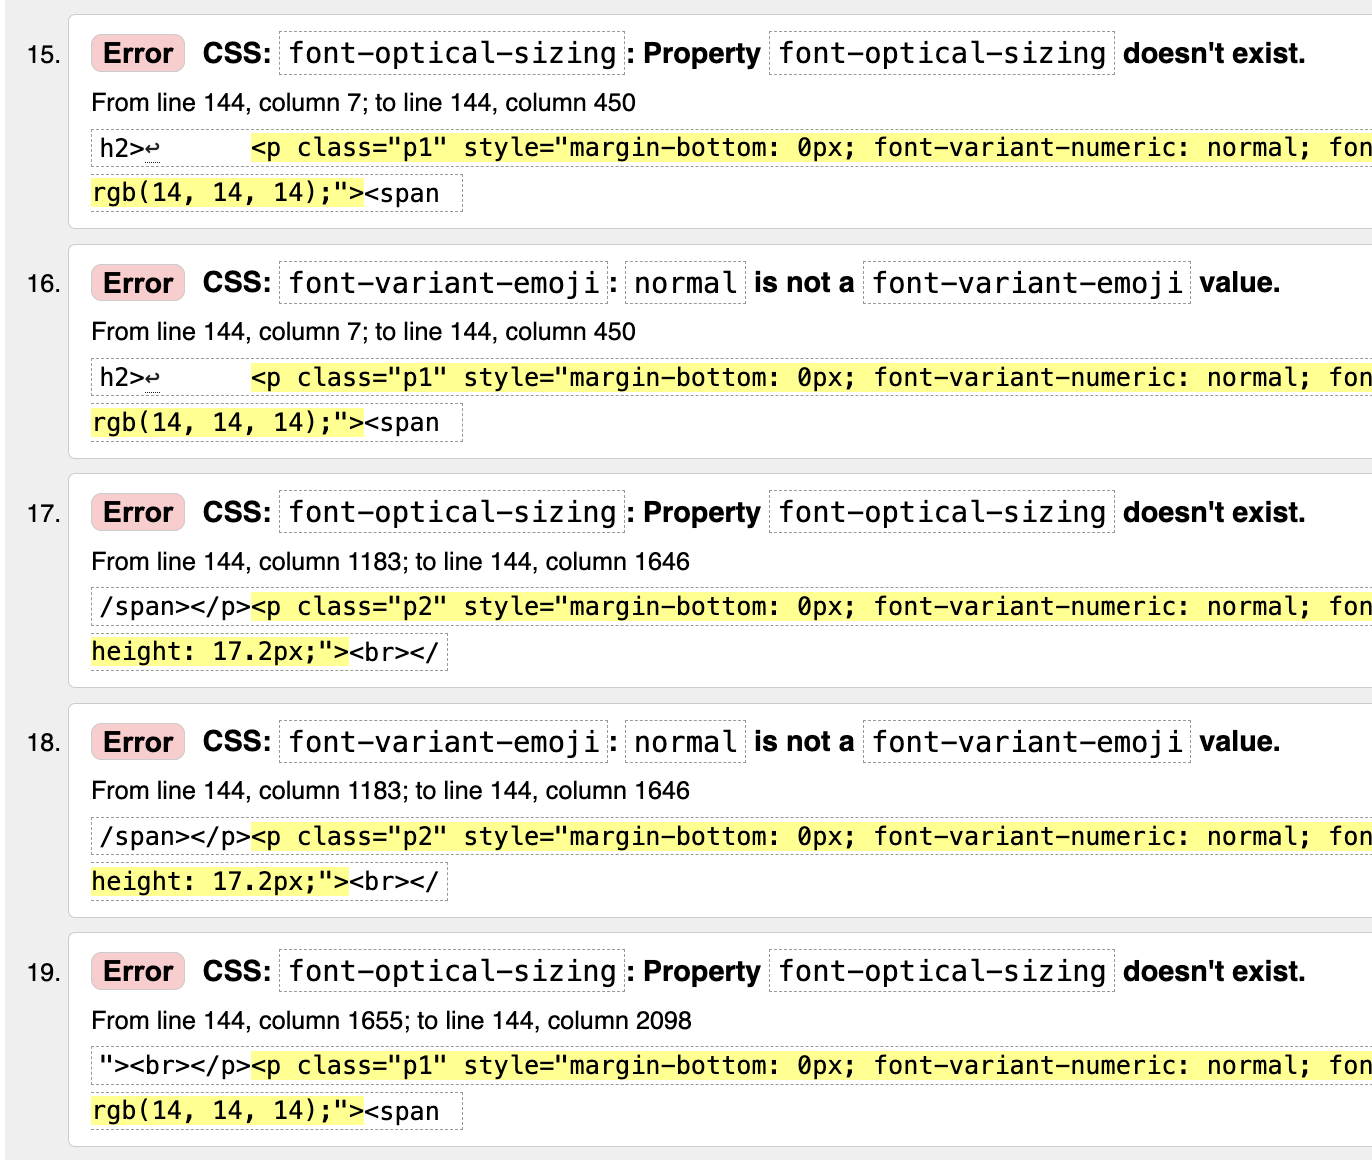 15. Error CSS: font-optical-sizing: Property font-optical-sizing doesn't exist.
From line 144, column 7; to line 144, column 450
h2>↩ <p class="p1" style="margin-bottom: 0px; font-variant-numeric: normal; fon
rgb(14, 14, 14);"><span
16. Error CSS: font-variant-emoji: normal is not a font-variant-emoji value.
From line 144, column 7; to line 144, column 450
h2>↩ <p class="p1" style="margin-bottom: 0px; font-variant-numeric: normal; fon
rgb(14, 14, 14);"><span
17. Error CSS: font-optical-sizing: Property font-optical-sizing doesn't exist.
From line 144, column 1183; to line 144, column 1646
/span></p><p class="p2" style="margin-bottom: 0px; font-variant-numeric: normal; fon
height: 17.2px;"><br></
18. Error CSS: font-variant-emoji: normal is not a font-variant-emoji value.
From line 144, column 1183; to line 144, column 1646
/span></p><p class="p2" style="margin-bottom: 0px; font-variant-numeric: normal; fon
height: 17.2px;"><br></
19. Error CSS: font-optical-sizing: Property font-optical-sizing doesn't exist.
From line 144, column 1655; to line 144, column 2098
"><br></p><p class="p1" style="margin-bottom: 0px; font-variant-numeric: normal; fon
rgb(14, 14, 14);"><span